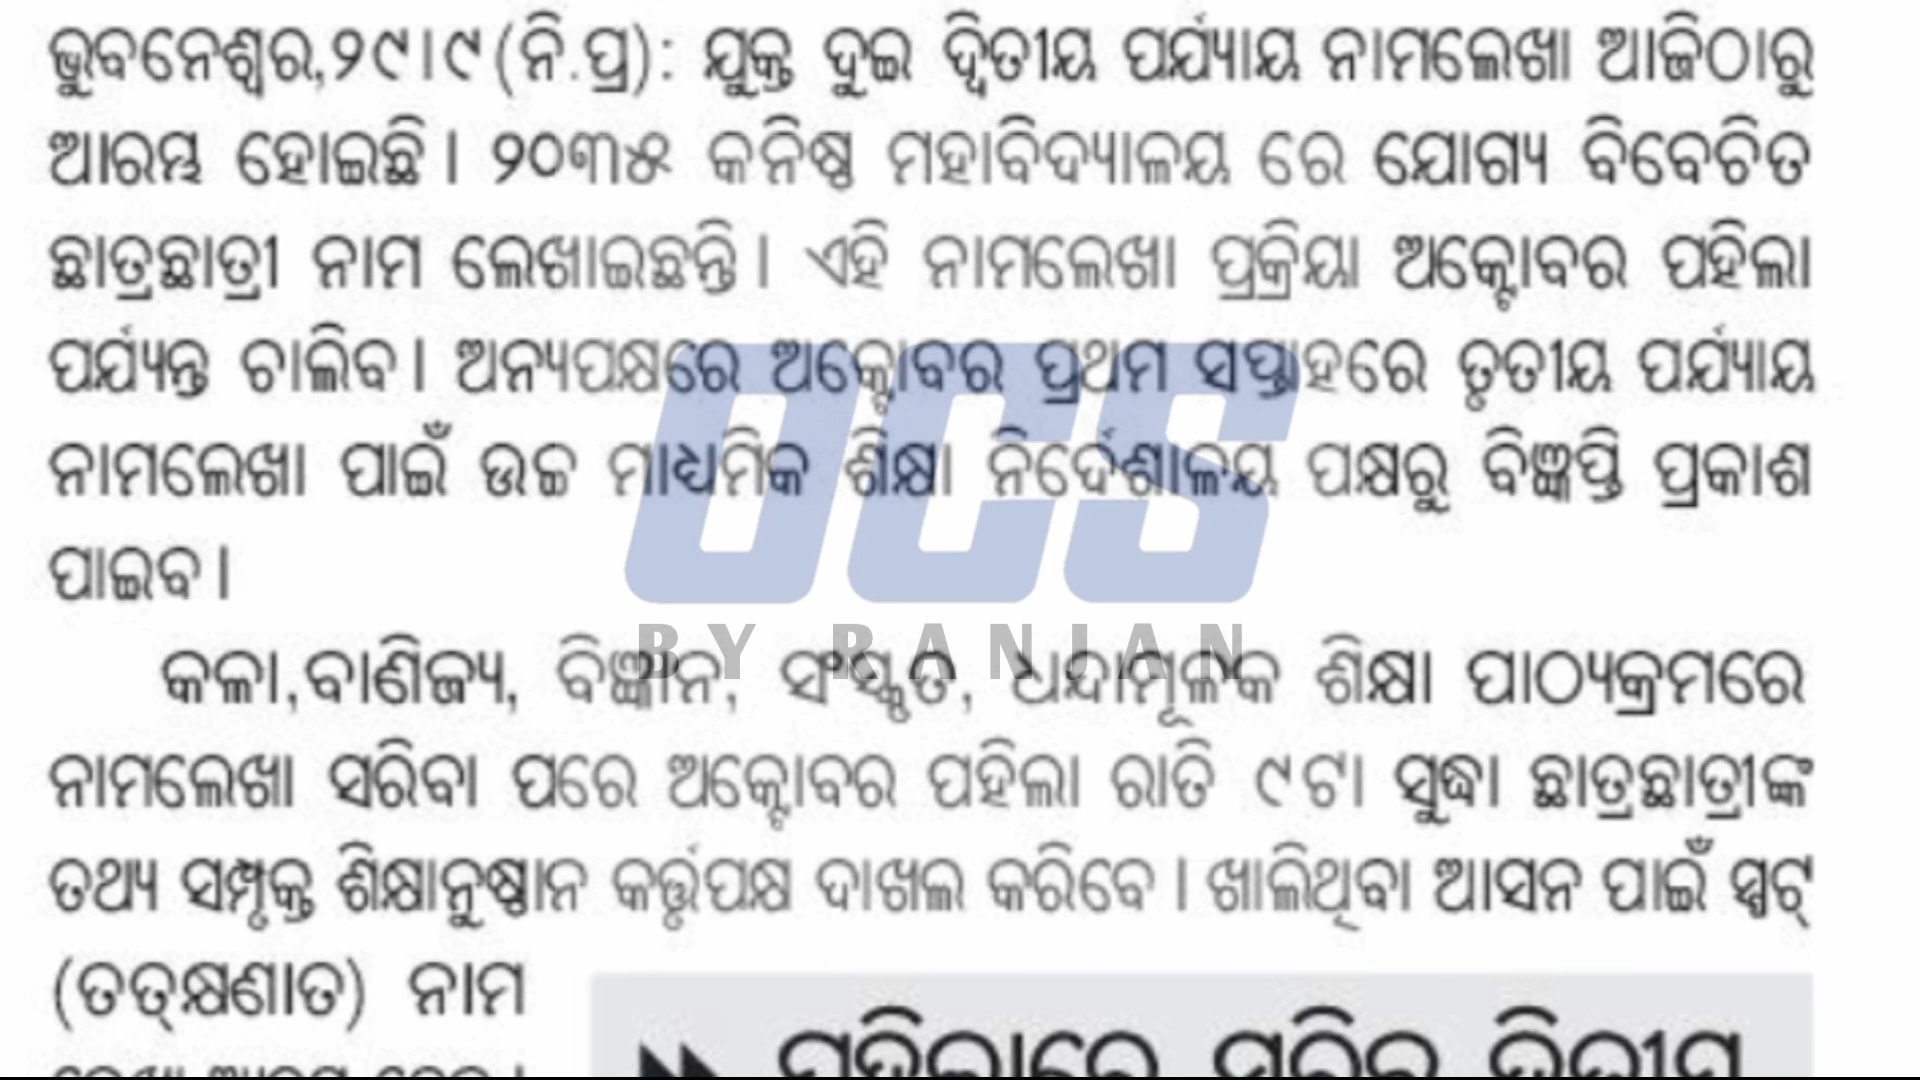 ଭୁବନେଶ୍ୱର,୨୯।୯(ନି.ପ୍ର): ଯୁକ୍ତ ଦୁଇ ଦ୍ୱିତୀୟ ପର୍ଯ୍ୟାୟ ନାମଲେଖା ଆଜିଠାରୁ
ଆରମ୍ଭ ହୋଇଛି। ୨୦୩୫ କନିଷ୍ଠ ମହାବିଦ୍ୟାଳୟ ରେ ଯୋଗ୍ୟ ବିବେଚିତ
ଛାତ୍ରଛାତ୍ରୀ ନାମ ଲେଖାଇଛନ୍ତି। ଏହି ନାମଲେଖା ପ୍ରକ୍ରିୟା ଅକ୍ଟୋବର ପହିଲା
ପର୍ଯ୍ୟନ୍ତ ଚାଲିବ। ଅନ୍ୟପକ୍ଷରେ ଅକ୍ଟୋବର ପ୍ରଥମ ସପ୍ତାହରେ ତୃତୀୟ ପର୍ଯ୍ୟାୟ
ନାମଲେଖା ପାଇଁ ଉଚ୍ଚ ମାଧ୍ୟମିକ ଶିକ୍ଷା ନିର୍ଦେଶାଳୟ ପକ୍ଷରୁ ବିଜ୍ଞପ୍ତି ପ୍ରକାଶ
ପାଇବ।
OCS
BY RANJAN
କଳା,ବାଣିଜ୍ୟ, ବିଜ୍ଞାନ, ସଂସ୍କୃତ, ଧନ୍ଦାମୂଳକ ଶିକ୍ଷା ପାଠ୍ୟକ୍ରମରେ
ନାମଲେଖା ସରିବା ପରେ ଅକ୍ଟୋବର ପହିଲା ରାତି ୯ଟା ସୁଦ୍ଧା ଛାତ୍ରଛାତ୍ରୀଙ୍କ
ତଥ୍ୟ ସମ୍ପୃକ୍ତ ଶିକ୍ଷାନୁଷ୍ଠାନ କର୍ତ୍ତୃପକ୍ଷ ଦାଖଲ କରିବେ। ଖାଲିଥିବା ଆସନ ପାଇଁ ସ୍ପଟ୍
(ତତ୍‌କ୍ଷଣାତ) ନାମ